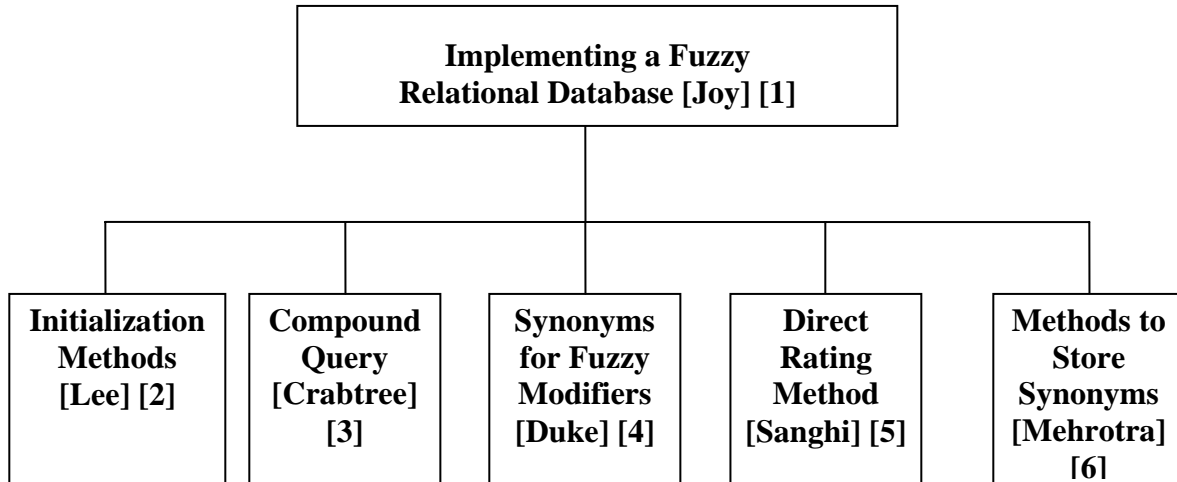 Implementing a Fuzzy
Relational Database [Joy] [1]
Initialization
Methods
[Lee] [2]
Compound
Query
[Crabtree]
[3]
Synonyms
for Fuzzy
Modifiers
[Duke] [4]
Direct
Rating
Method
[Sanghi] [5]
Methods to
Store
Synonyms
[Mehrotra]
[6]